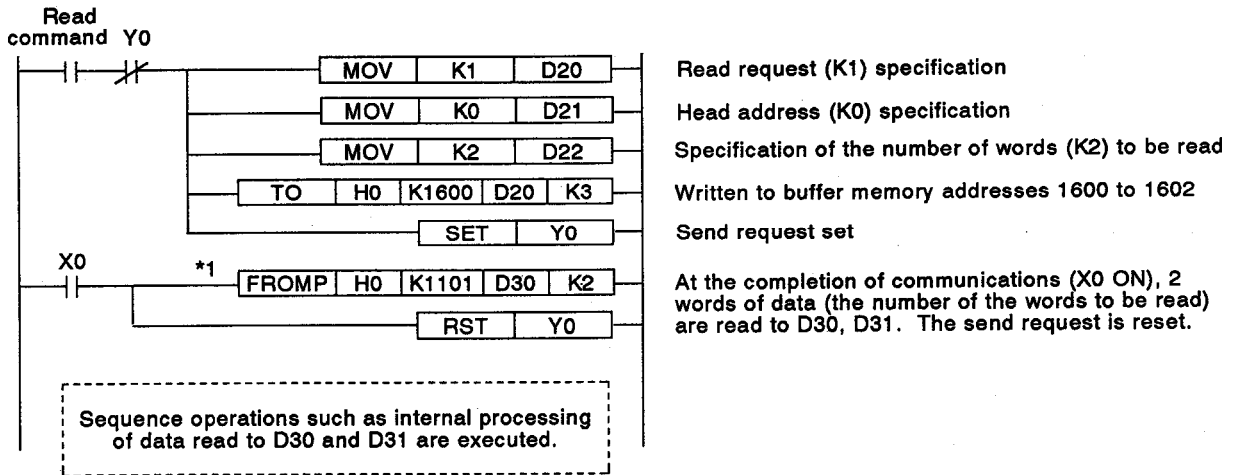 Read
command Y0
MOV K1 D20 Read request (K1) specification
MOV K0 D21 Head address (K0) specification
MOV K2 D22 Specification of the number of words (K2) to be read
TO H0 K1600 D20 K3 Written to buffer memory addresses 1600 to 1602
SET Y0 Send request set
X0 *1 FROMP H0 K1101 D30 K2 At the completion of communications (X0 ON), 2
words of data (the number of the words to be read)
RST Y0 are read to D30, D31. The send request is reset.
Sequence operations such as internal processing
of data read to D30 and D31 are executed.